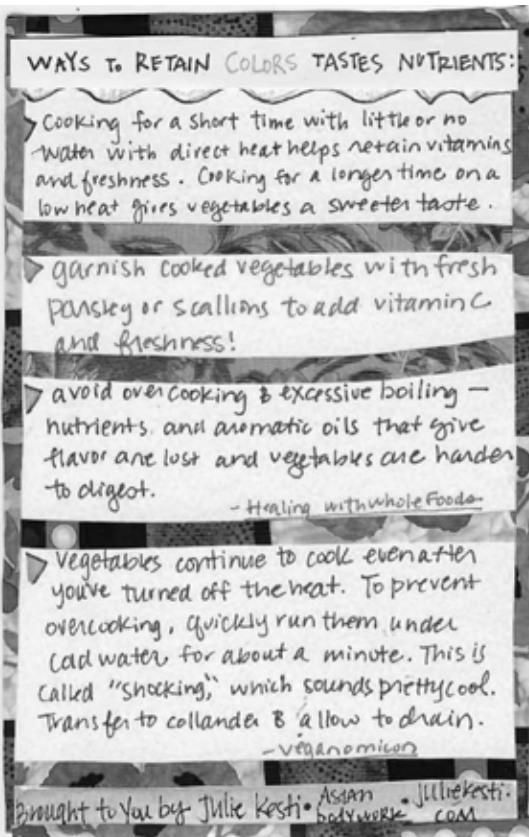 WAYS to RETAIN COLORS TASTES NUTRIENTS:
Cooking for a short time with little or no
water with direct heat helps retain vitamins
and freshness. Cooking for a longer time on a
low heat gives vegetables a sweeter taste.
garnish cooked vegetables with fresh
parsley or scallions to add vitamin C
and freshness!
avoid overcooking & excessive boiling —
nutrients and aromatic oils that give
flavor are lost and vegetables are harder
to digest.
- Healing with whole Foods
Vegetables continue to cook even after
you've turned off the heat. To prevent
overcooking, quickly run them under
cold water for about a minute. This is
called "shocking," which sounds pretty cool.
Transfer to collander & allow to drain.
- veganomicon
Brought to You by Julie Kesti • ASIAN BODYWORK • JulieKesti.COM